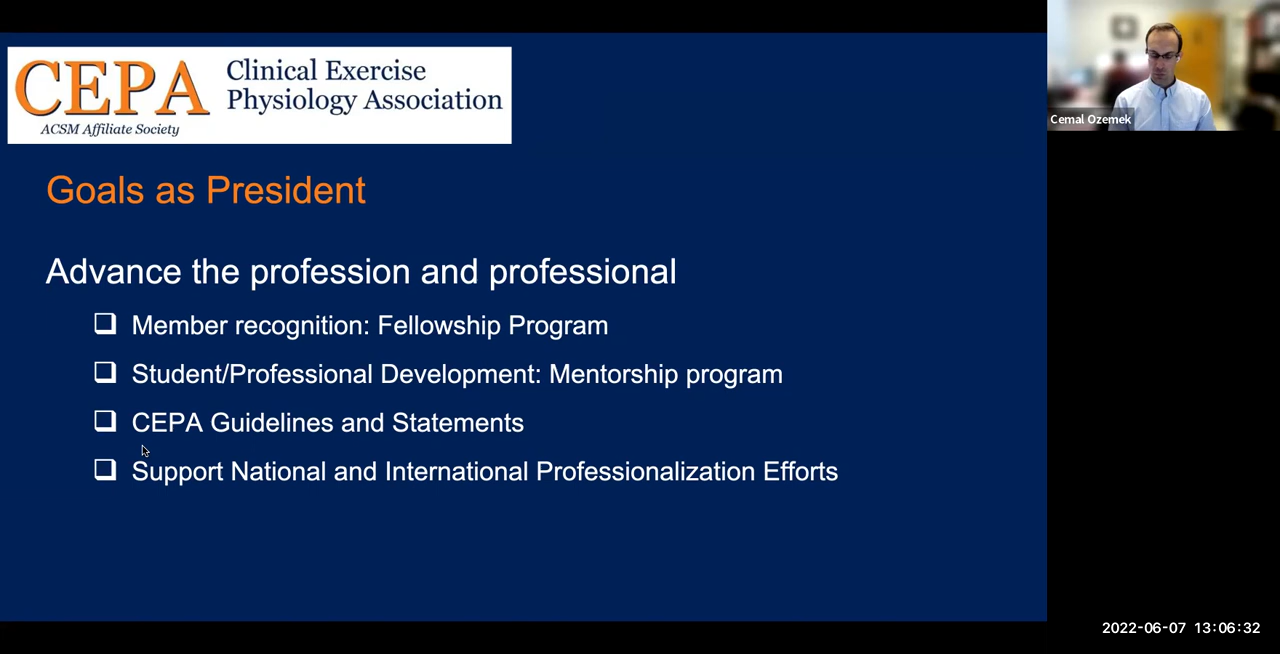 CEPA
Clinical Exercise
Physiology Association
ACSM Affiliate Society
Goals as President
Advance the profession and professional
Member recognition: Fellowship Program
Student/Professional Development: Mentorship program
CEPA Guidelines and Statements
Support National and International Professionalization Efforts
Cemal Ozemek
2022-06-07 13:06:32